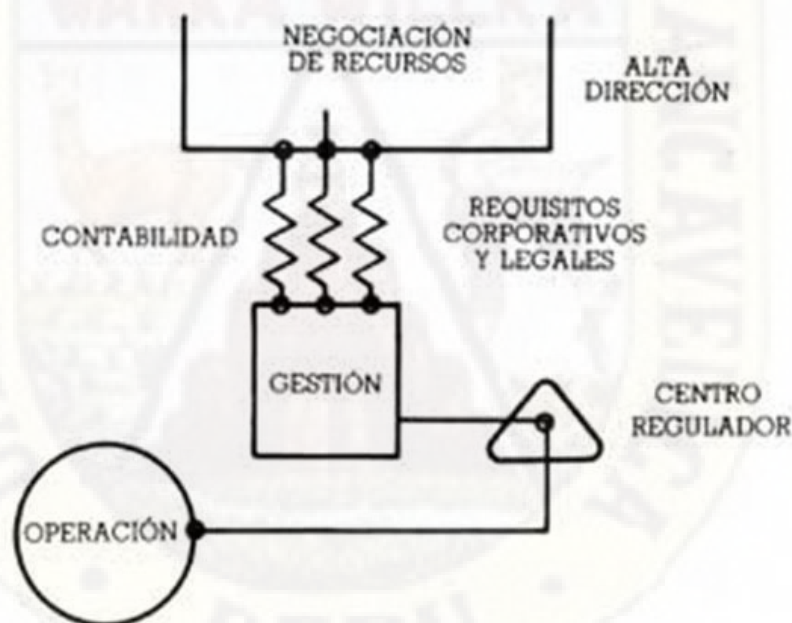 NEGOCIACIÓN
DE RECURSOS
ALTA
DIRECCIÓN
CONTABILIDAD
REQUISITOS
CORPORATIVOS
Y LEGALES
GESTIÓN
CENTRO
REGULADOR
OPERACIÓN